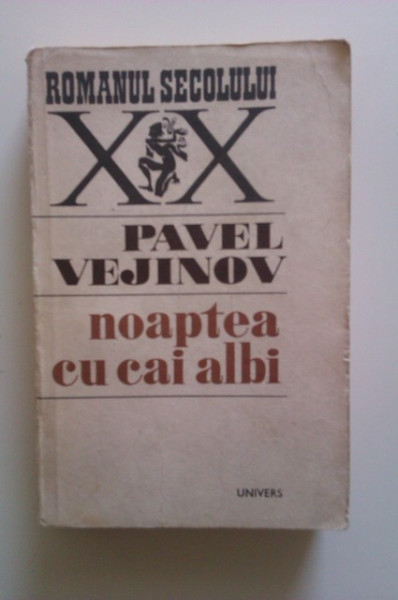 ROMANUL SECOLULUI
XX
PAVEL
VEJINOV
noaptea
cu cai albi
UNIVERS